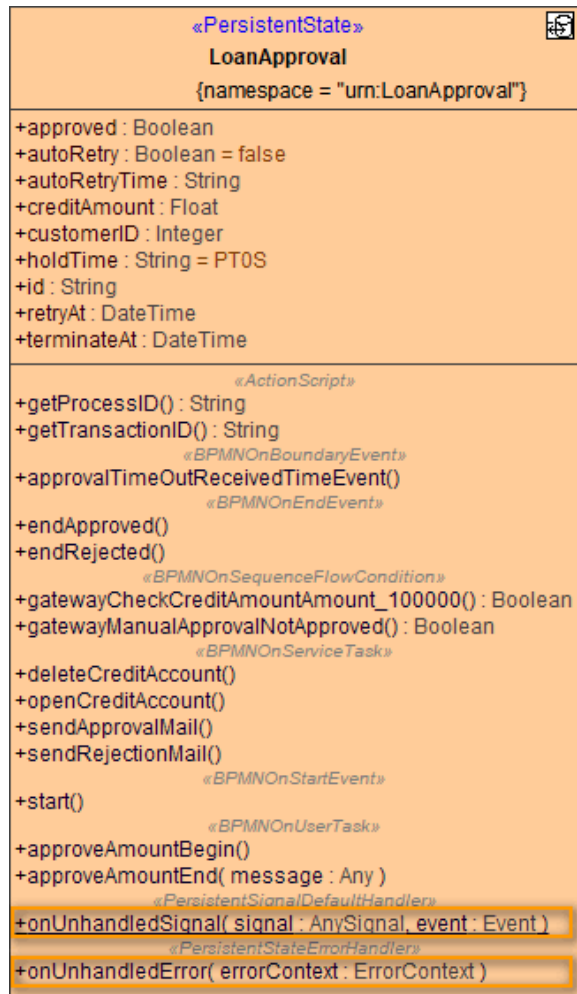 «PersistentState»
LoanApproval
{namespace = "urn:LoanApproval"}
+approved : Boolean
+autoRetry : Boolean = false
+autoRetryTime : String
+creditAmount : Float
+customerID : Integer
+holdTime : String = PT0S
+id : String
+retryAt : DateTime
+terminateAt : DateTime
«ActionScript»
+getProcessID() : String
+getTransactionID() : String
«BPMNOnBoundaryEvent»
+approvalTimeOutReceivedTimeEvent()
«BPMNOnEndEvent»
+endApproved()
+endRejected()
«BPMNOnSequenceFlowCondition»
+gatewayCheckCreditAmountAmount_100000() : Boolean
+gatewayManualApprovalNotApproved() : Boolean
«BPMNOnServiceTask»
+deleteCreditAccount()
+openCreditAccount()
+sendApprovalMail()
+sendRejectionMail()
«BPMNOnStartEvent»
+start()
«BPMNOnUserTask»
+approveAmountBegin()
+approveAmountEnd( message : Any )
«PersistentSignalDefaultHandler»
+onUnhandledSignal( signal : AnySignal, event : Event )
«PersistentStateErrorHandler»
+onUnhandledError( errorContext : ErrorContext )